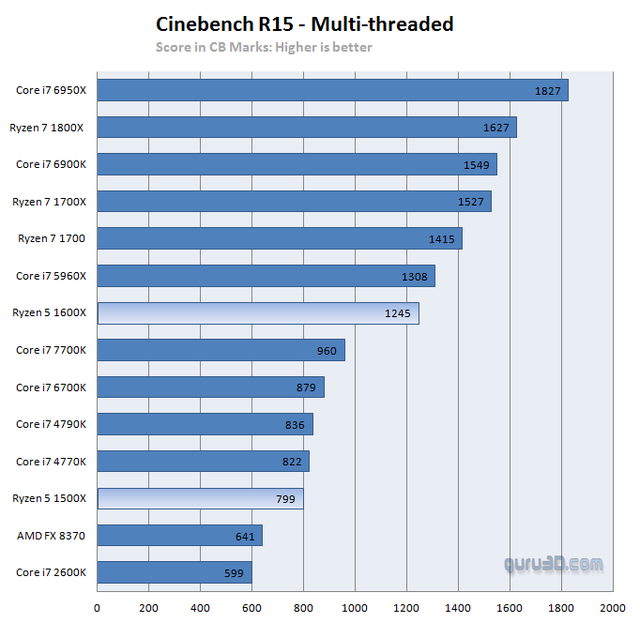 Cinebench R15 - Multi-threaded
Score in CB Marks: Higher is better
Core i7 6950X 1827
Ryzen 7 1800X 1627
Core i7 6900K 1549
Ryzen 7 1700X 1527
Ryzen 7 1700 1415
Core i7 5960X 1308
Ryzen 5 1600X 1245
Core i7 7700K 960
Core i7 6700K 879
Core i7 4790K 836
Core i7 4770K 822
Ryzen 5 1500X 799
AMD FX 8370 641
Core i7 2600K 599
guru3D.com
0 200 400 600 800 1000 1200 1400 1600 1800 2000